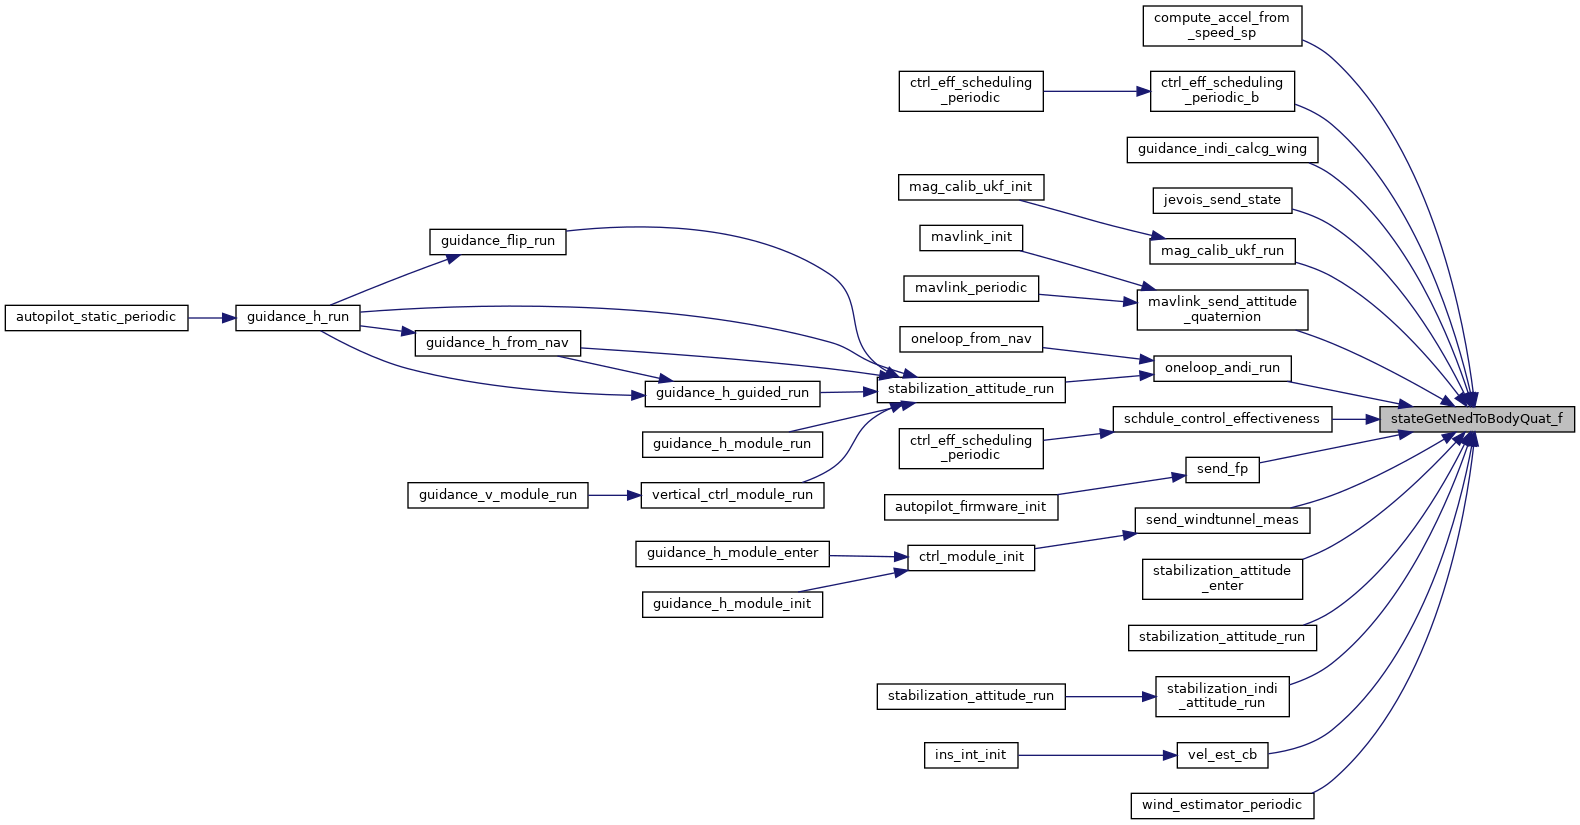 compute_accel_from
_speed_sp
ctrl_eff_scheduling
_periodic
ctrl_eff_scheduling
_periodic_b
guidance_indi_calcg_wing
mag_calib_ukf_init
jevois_send_state
mavlink_init
guidance_flip_run
mag_calib_ukf_run
mavlink_periodic
mavlink_send_attitude
_quaternion
autopilot_static_periodic
guidance_h_run
guidance_h_from_nav
oneloop_from_nav
oneloop_andi_run
guidance_h_guided_run
stabilization_attitude_run
schdule_control_effectiveness
stateGetNedToBodyQuat_f
guidance_h_module_run
ctrl_eff_scheduling
_periodic
send_fp
guidance_v_module_run
vertical_ctrl_module_run
autopilot_firmware_init
send_windtunnel_meas
guidance_h_module_enter
ctrl_module_init
stabilization_attitude
_enter
guidance_h_module_init
stabilization_attitude_run
stabilization_attitude_run
stabilization_indi
_attitude_run
ins_int_init
vel_est_cb
wind_estimator_periodic